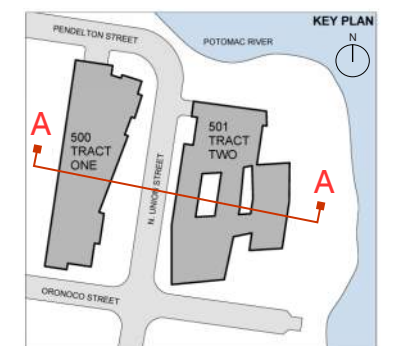 KEY PLAN
N
PENDELTON STREET
POTOMAC RIVER
A
500
TRACT
ONE
501
TRACT
TWO
A
N. UNION STREET
ORONOCO STREET